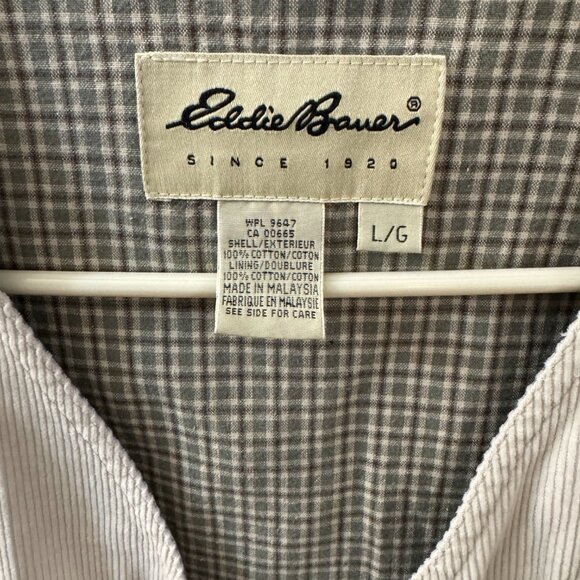 Eddie Bauer®
SINCE 1920
WPL 9647
CA 00665
SHELL/EXTERIEUR
100% COTTON/COTON
LINING/DOUBLURE
100% COTTON/COTON
MADE IN MALAYSIA
FABRIQUE EN MALAYSIE
SEE SIDE FOR CARE
L/G